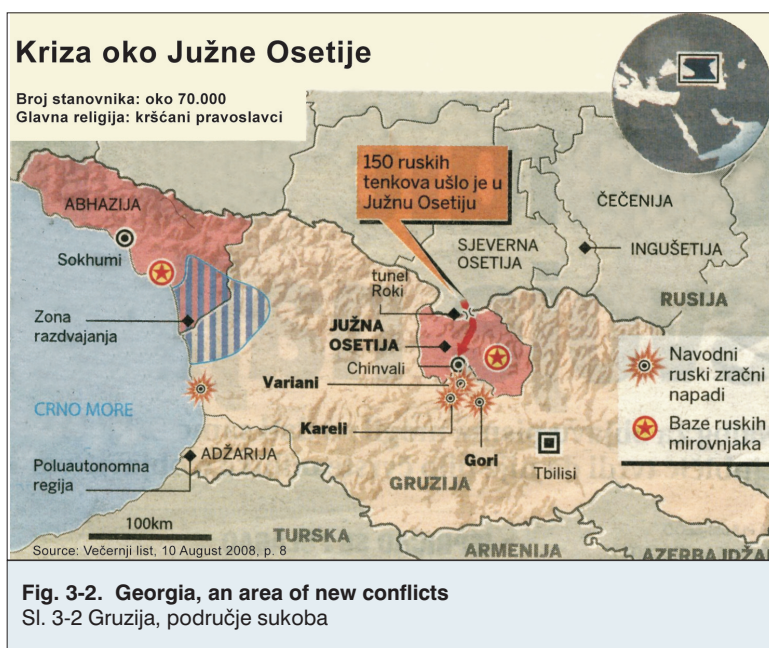 Kriza oko Južne Osetije
Broj stanovnika: oko 70.000
Glavna religija: kršćani pravoslavci
150 ruskih
tenkova ušlo je u
Južnu Osetiju
ABHAZIJA
Sokhumi
Zona
razdvajanja
CRNO MORE
Poluautonomna
regija
ADŽARIJA
100km
Source: Večernji list, 10 August 2008, p. 8
SJEVERNA
OSETIJA
ČEČENIJA
INGUŠETIJA
RUSIJA
tunel
Roki
JUŽNA
OSETIJA
Chinvali
Variani
Kareli
Gori
Tbilisi
GRUZIJA
TURSKA
ARMENIJA
AZERBAJDŽA
Navodni
ruski zračni
napadi
Baze ruskih
mirovnjaka
Fig. 3-2. Georgia, an area of new conflicts
Sl. 3-2 Gruzija, područje sukoba